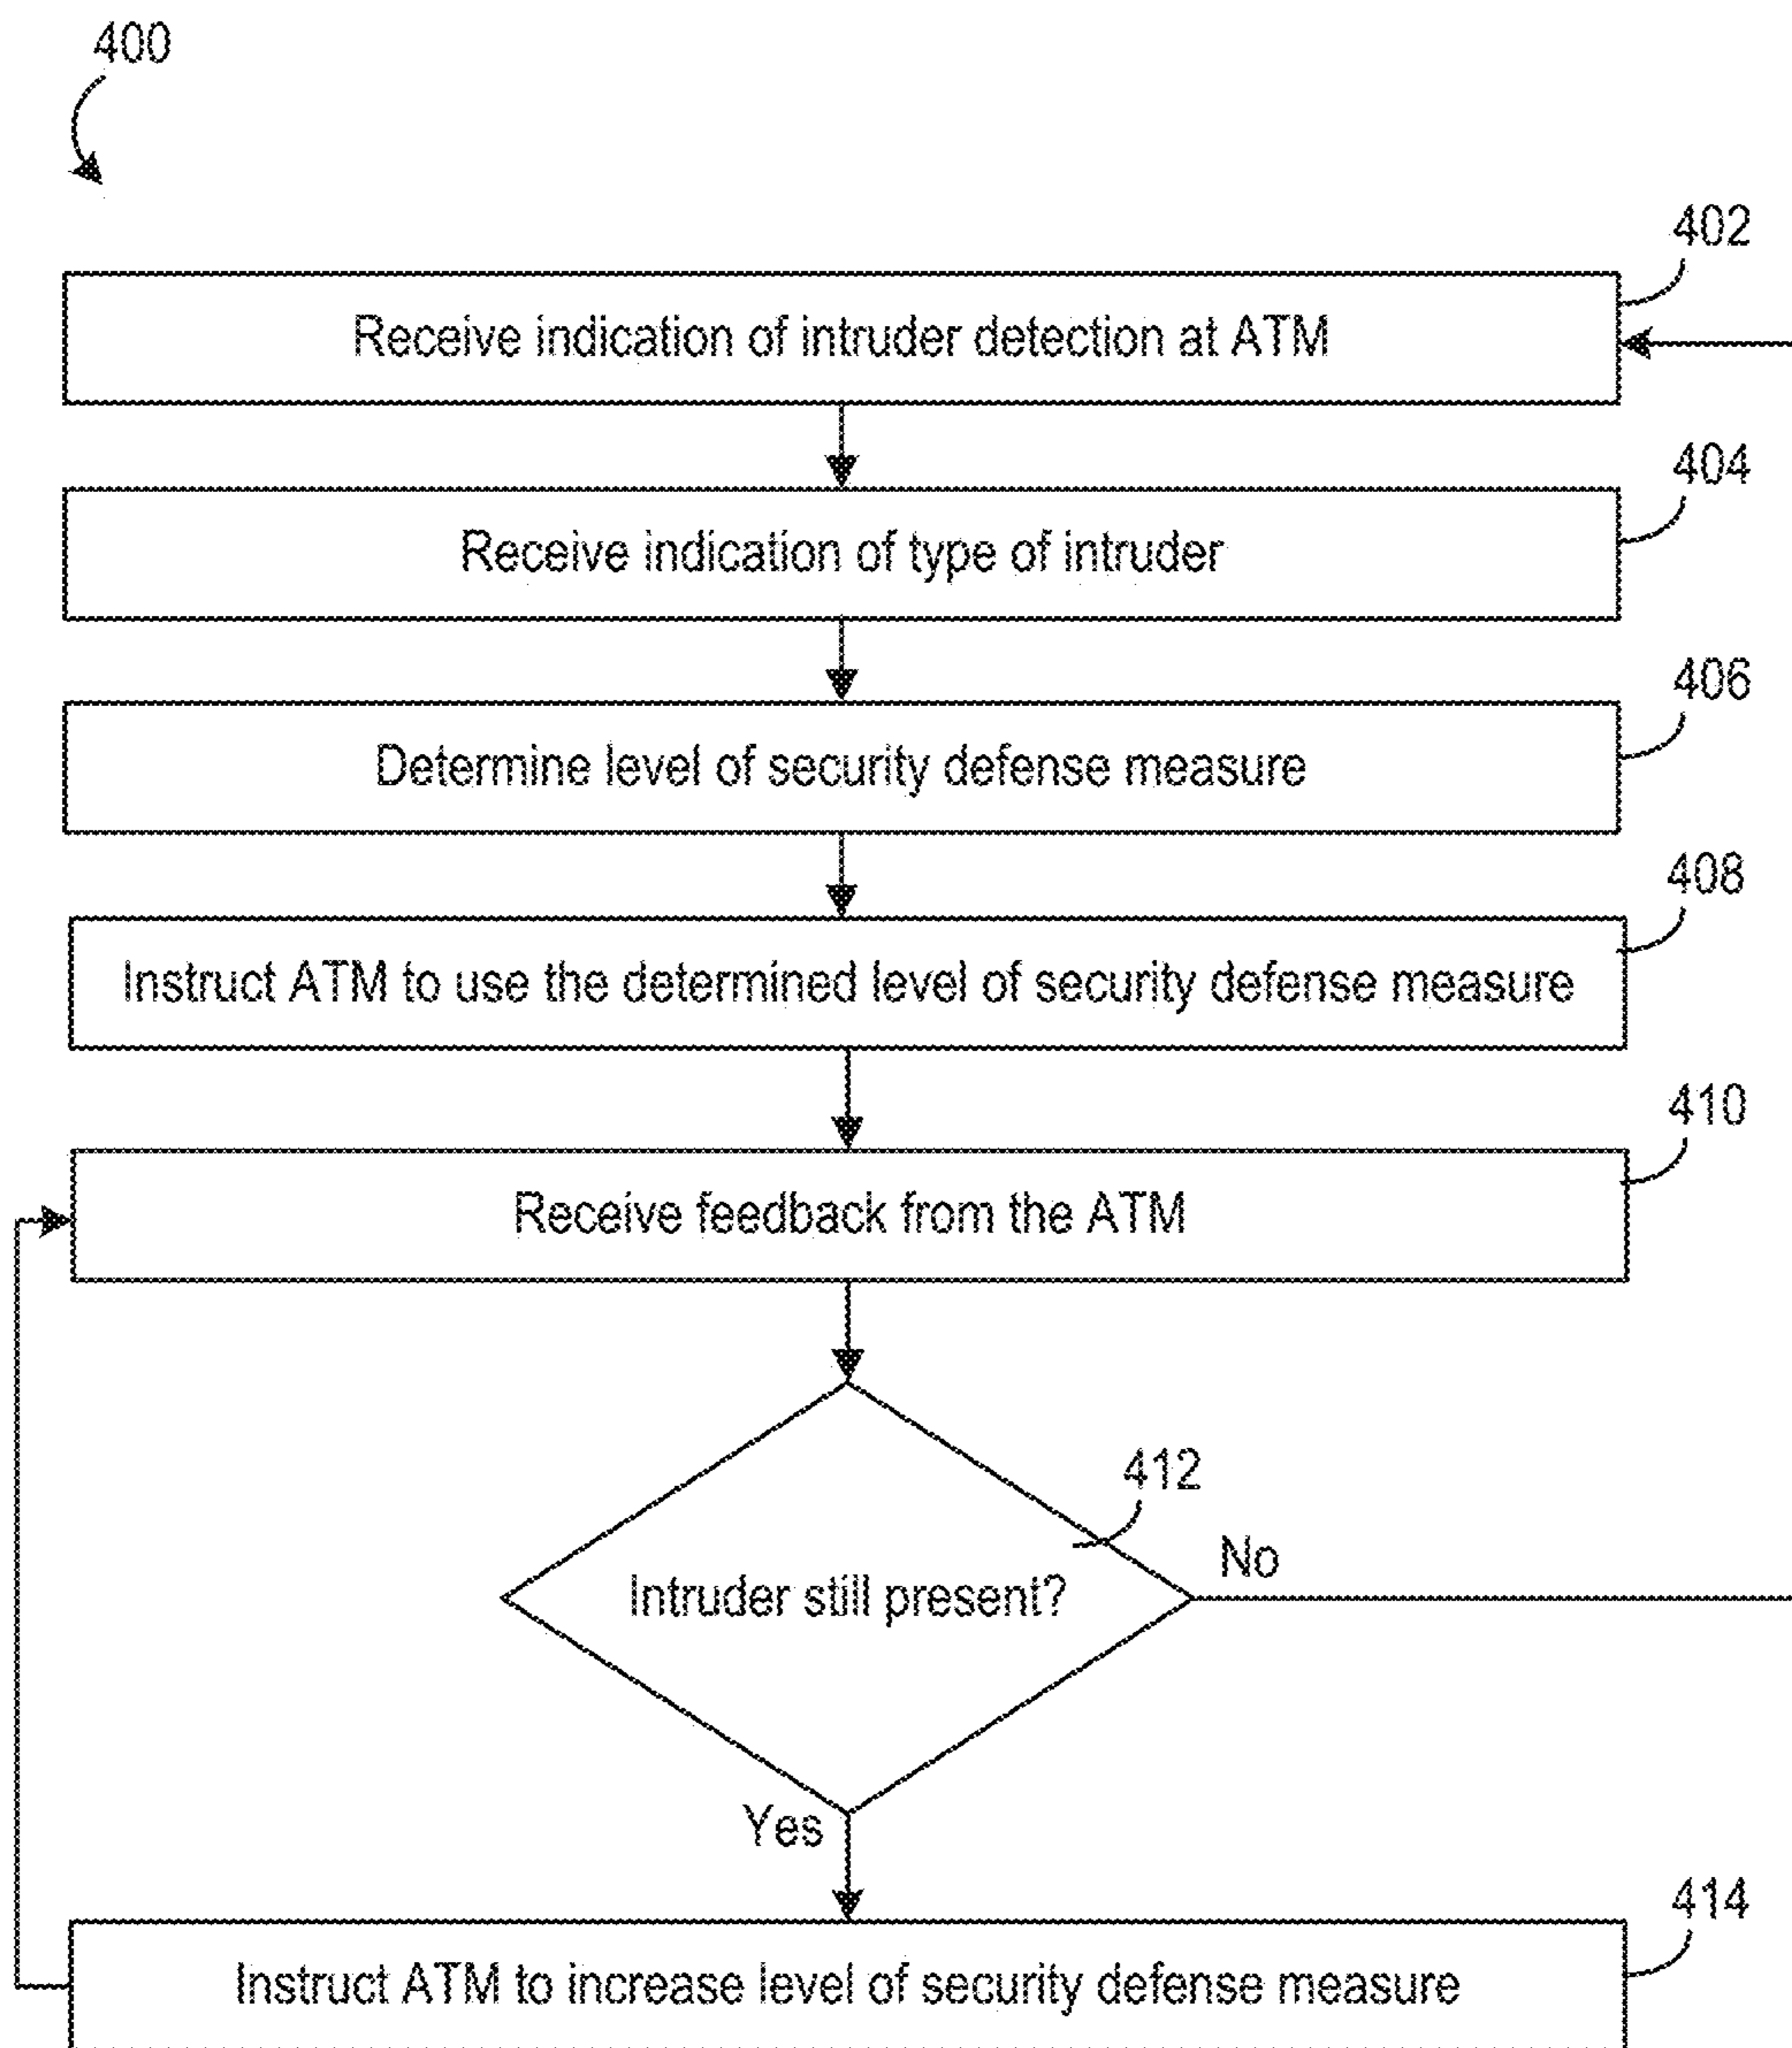 400
402
Receive indication of intruder detection at ATM
404
Receive indication of type of intruder
406
Determine level of security defense measure
408
Instruct ATM to use the determined level of security defense measure
410
Receive feedback from the ATM
412
No
Intruder still present?
Yes
414
Instruct ATM to increase level of security defense measure